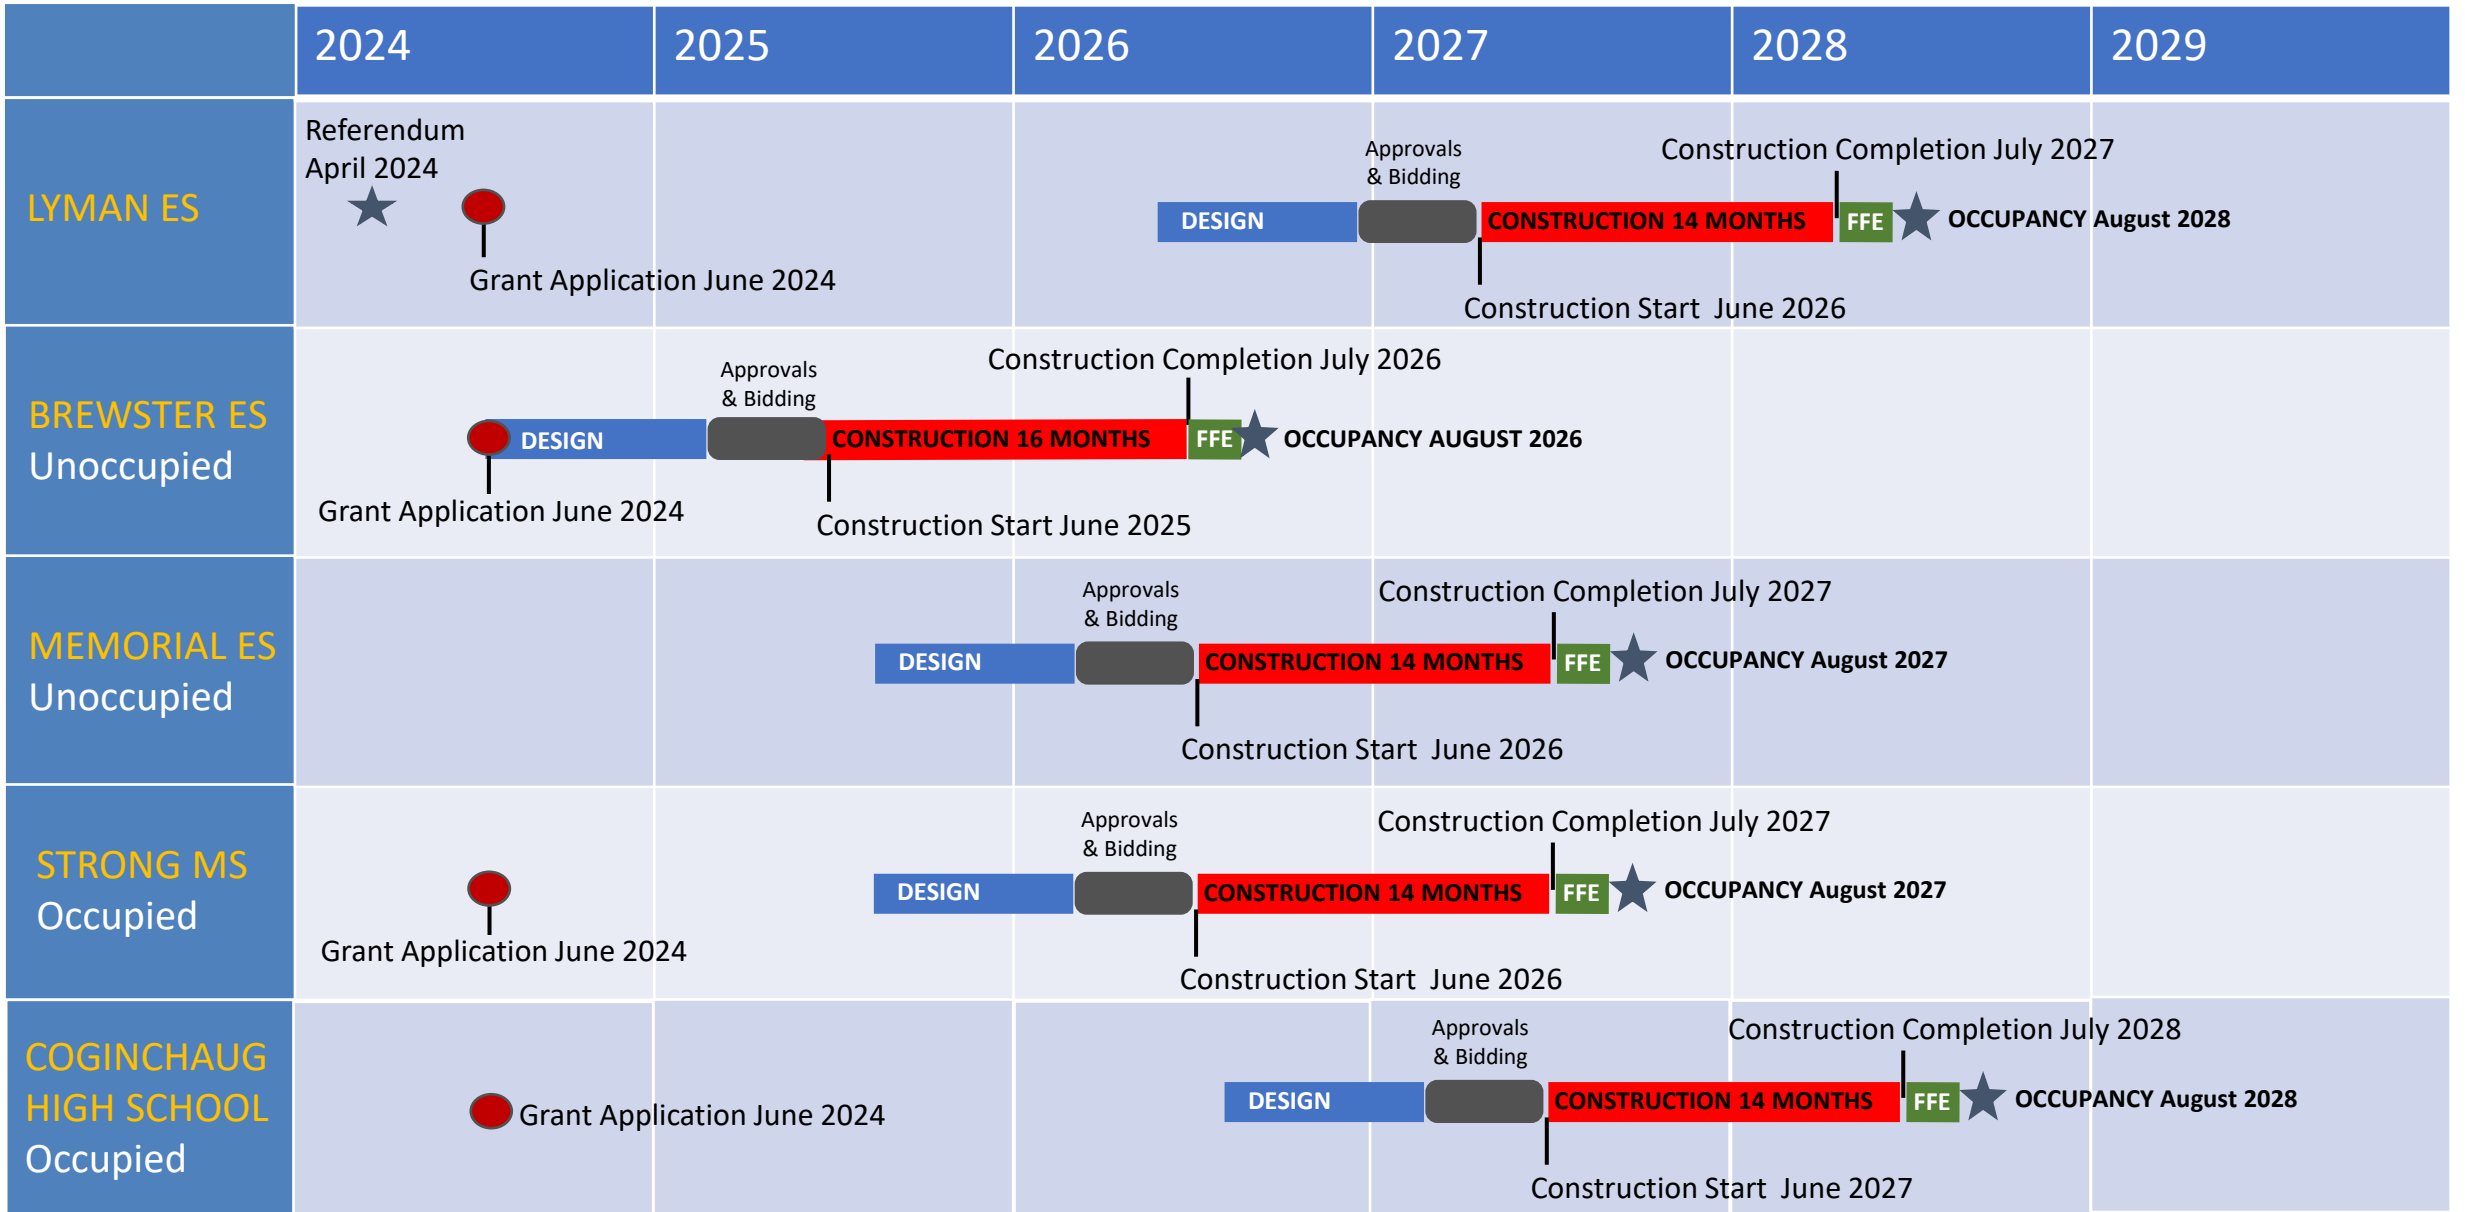 2024
2025
2026
2027
2028
2029
LYMAN ES
Referendum
April 2024
Grant Application June 2024
DESIGN
Approvals
& Bidding
CONSTRUCTION 14 MONTHS
Construction Start  June 2026
Construction Completion July 2027
FFE
OCCUPANCY August 2028
BREWSTER ES
Unoccupied
Grant Application June 2024
DESIGN
Approvals
& Bidding
CONSTRUCTION 16 MONTHS
Construction Start June 2025
Construction Completion July 2026
FFE
OCCUPANCY AUGUST 2026
MEMORIAL ES
Unoccupied
DESIGN
Approvals
& Bidding
CONSTRUCTION 14 MONTHS
Construction Start  June 2026
Construction Completion July 2027
FFE
OCCUPANCY August 2027
STRONG MS
Occupied
Grant Application June 2024
DESIGN
Approvals
& Bidding
CONSTRUCTION 14 MONTHS
Construction Start  June 2026
Construction Completion July 2027
FFE
OCCUPANCY August 2027
COGINCHAUG
HIGH SCHOOL
Occupied
Grant Application June 2024
DESIGN
Approvals
& Bidding
CONSTRUCTION 14 MONTHS
Construction Start  June 2027
Construction Completion July 2028
FFE
OCCUPANCY August 2028